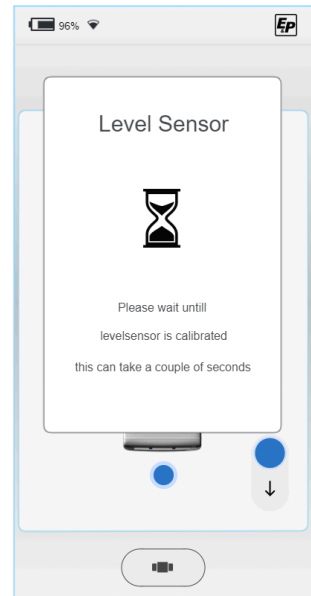 96%
EP
Level Sensor
Please wait untill
levelsensor is calibrated
this can take a couple of seconds